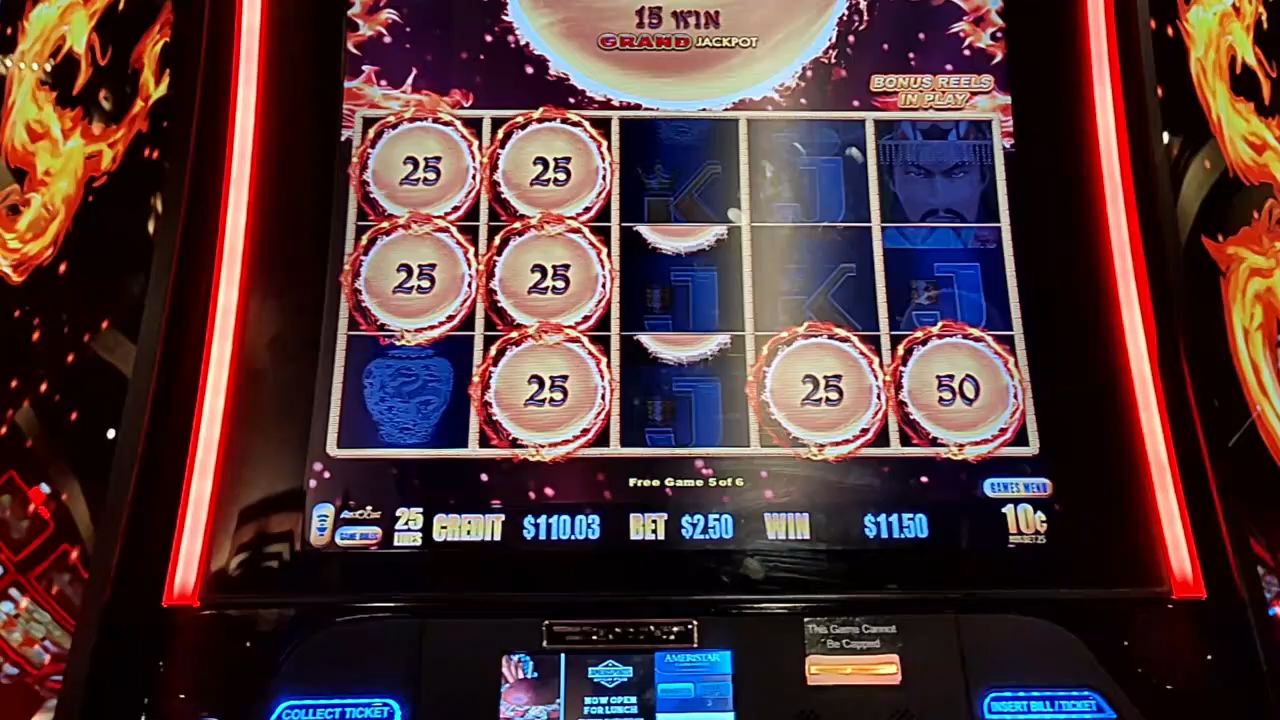 15 WIN
GRAND JACKPOT
BONUS REELS
IN PLAY
25 25 K J
25 25 J K J
25 J 25 50
Free Game 5 of 6
GAMES MENU
25
LINES
CREDIT $110.03 BET $2.50 WIN $11.50
10¢
This Game Cannot
Be Capped
AMERISTAR
NOW OPEN
FOR LUNCH
COLLECT TICKET
INSERT BILL / TICKET